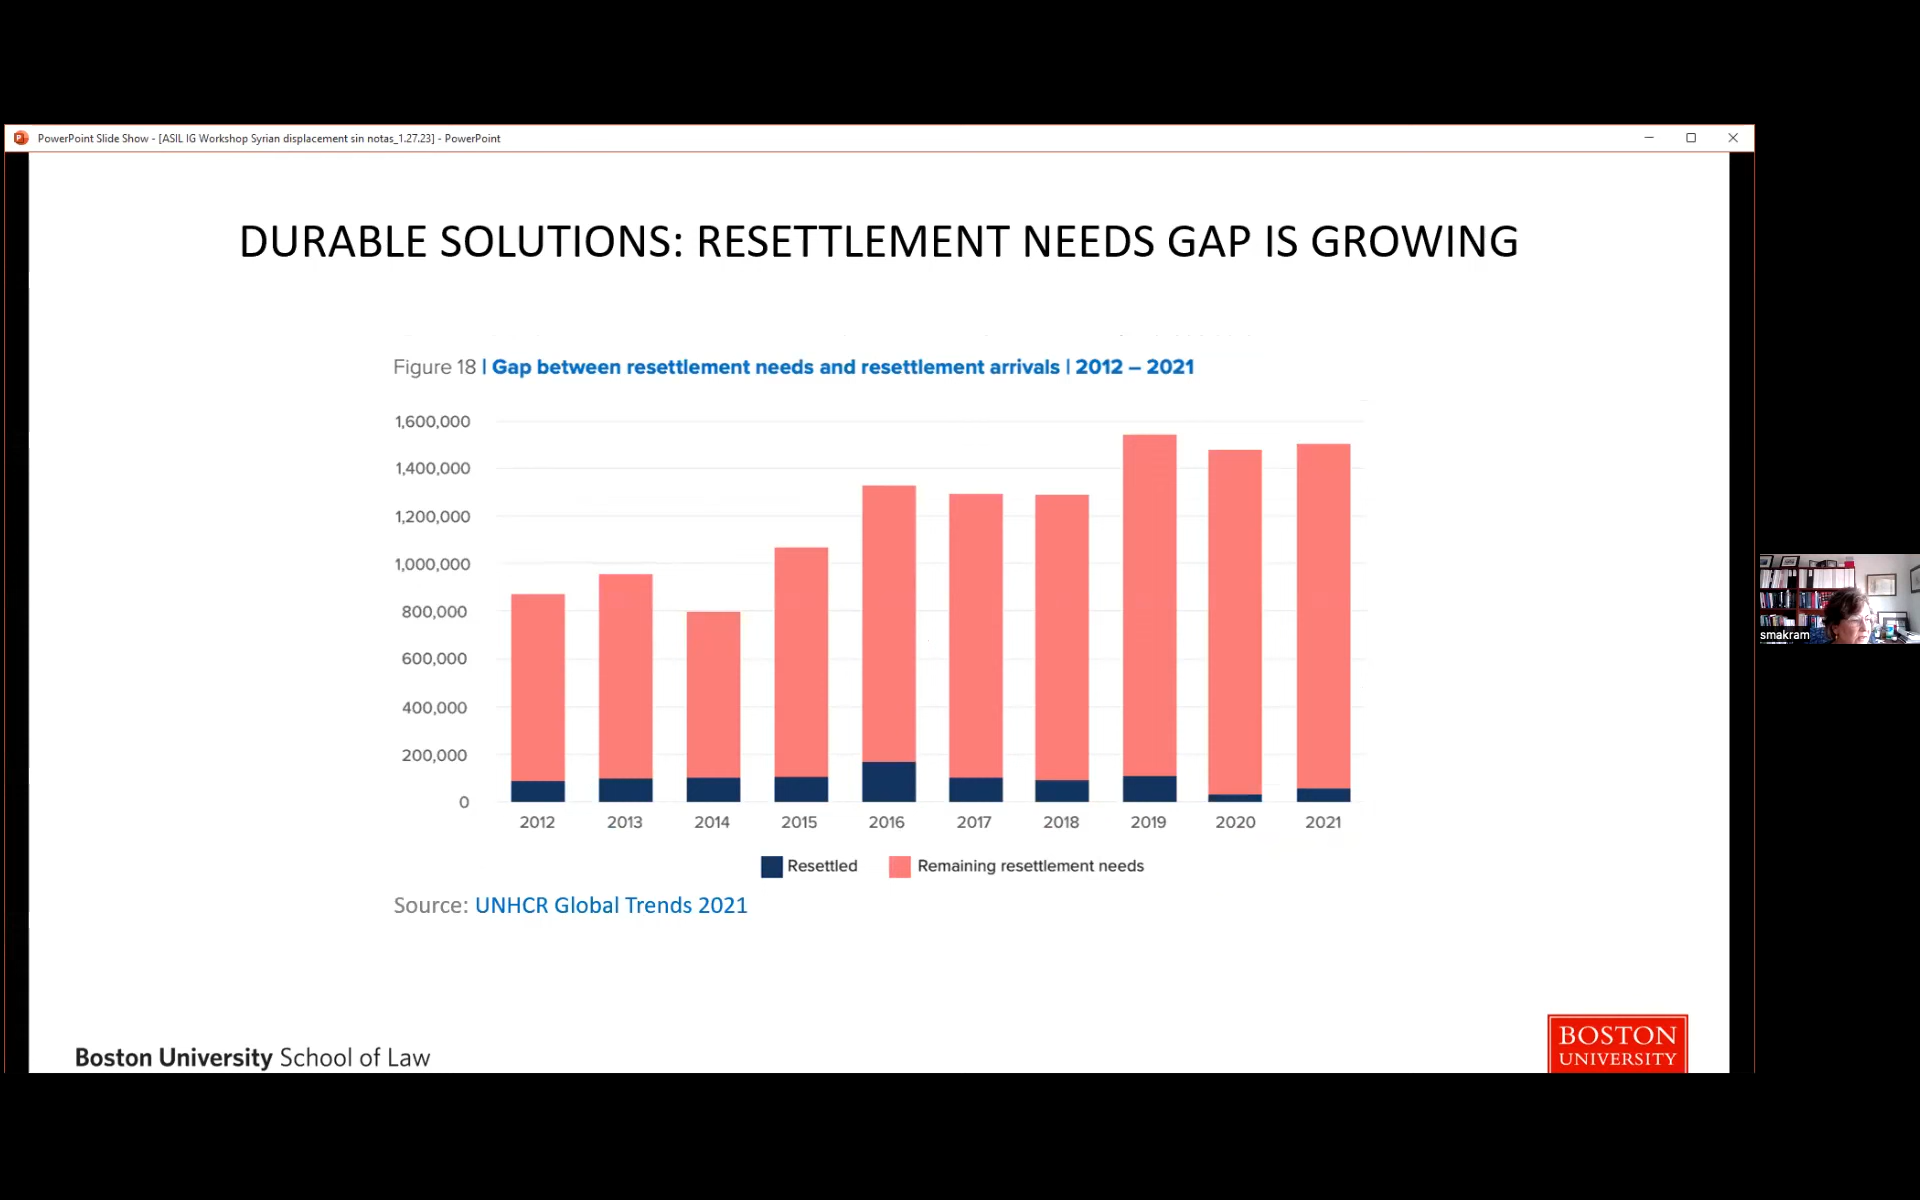 PowerPoint Slide Show - [ASIL IG Workshop Syrian displacement sin notas_1.27.23] - PowerPoint
DURABLE SOLUTIONS: RESETTLEMENT NEEDS GAP IS GROWING
Figure 18 | Gap between resettlement needs and resettlement arrivals | 2012 – 2021
1,600,000
1,400,000
1,200,000
1,000,000
800,000
600,000
400,000
200,000
0
2012 2013 2014 2015 2016 2017 2018 2019 2020 2021
Resettled Remaining resettlement needs
Source: UNHCR Global Trends 2021
smakram
Boston University School of Law
BOSTON
UNIVERSITY